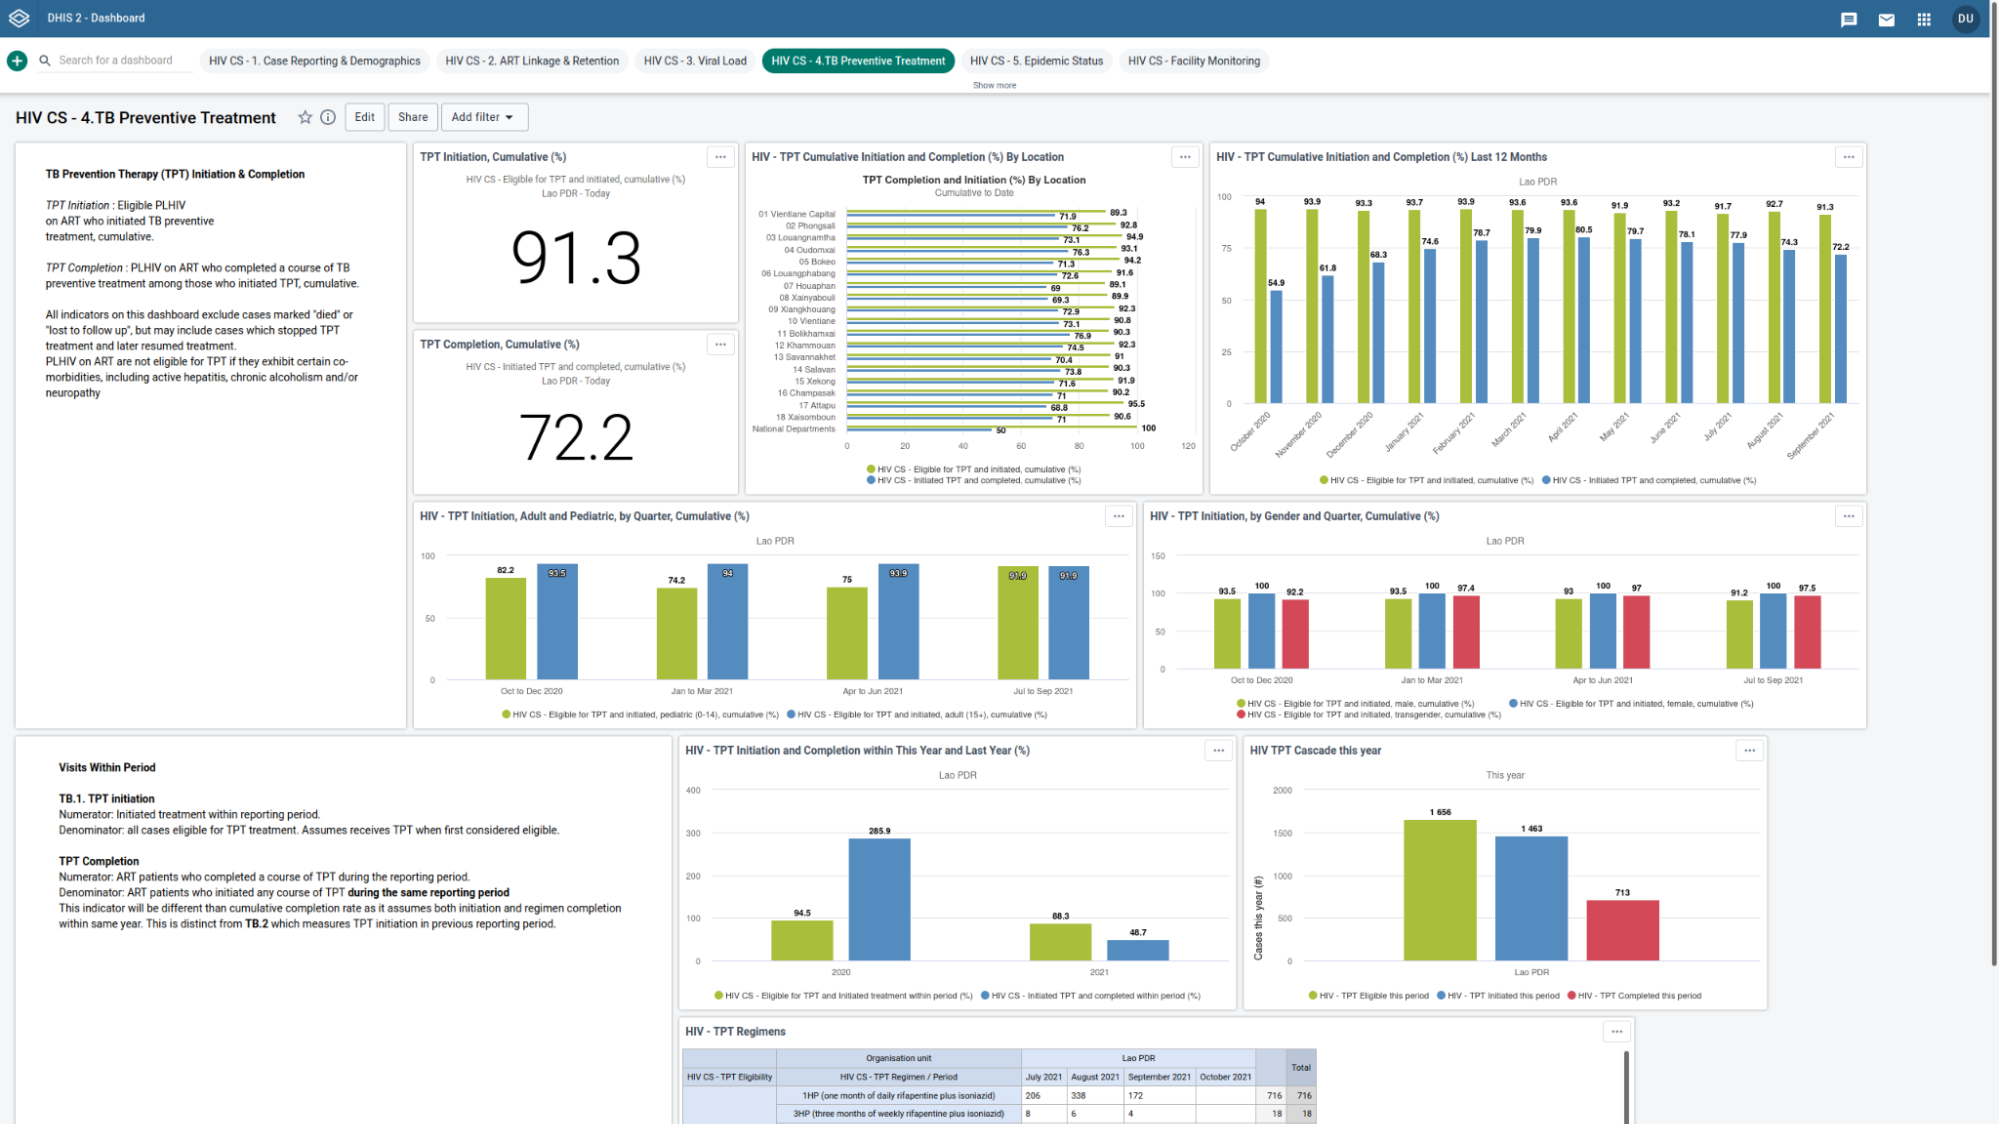 DHIS 2 - Dashboard
DU
Search for a dashboard
HIV CS - 1. Case Reporting & Demographics
HIV CS - 2. ART Linkage & Retention
HIV CS - 3. Viral Load
HIV CS - 4.TB Preventive Treatment
HIV CS - 5. Epidemic Status
HIV CS - Facility Monitoring
Show more
HIV CS - 4.TB Preventive Treatment
Edit
Share
Add filter
TB Prevention Therapy (TPT) Initiation & Completion
TPT Initiation : Eligible PLHIV
on ART who initiated TB preventive
treatment, cumulative.
TPT Completion : PLHIV on ART who completed a course of TB
preventive treatment among those who initiated TPT, cumulative.
All indicators on this dashboard exclude cases marked "died" or
"lost to follow up", but may include cases which stopped TPT
treatment and later resumed treatment.
PLHIV on ART are not eligible for TPT if they exhibit certain co-
morbidities, including active hepatitis, chronic alcoholism and/or
neuropathy
TPT Initiation, Cumulative (%)
HIV CS - Eligible for TPT and initiated, cumulative (%)
Lao PDR - Today
91.3
TPT Completion, Cumulative (%)
HIV CS - Initiated TPT and completed, cumulative (%)
Lao PDR - Today
72.2
HIV - TPT Cumulative Initiation and Completion (%) By Location
TPT Completion and Initiation (%) By Location
Cumulative to Date
01 Vientiane Capital 89.3 71.9
02 Phongsali 92.8 76.2
03 Louangnamtha 94.9 73.1
04 Oudomxai 93.1 76.3
05 Bokeo 94.2 71.3
06 Louangphabang 91.6 72.6
07 Houaphan 89.1 69
08 Xainyabouli 89.9 69.3
09 Xiangkhouang 92.3 72.9
10 Vientiane 90.8 73.1
11 Bolikhamxai 90.3 76.9
12 Khammouan 92.3 74.5
13 Savannakhet 91 70.4
14 Salavan 90.3 73.8
15 Xekong 91.9 71.6
16 Champasak 90.2 71
17 Attapu 95.5 68.8
18 Xaisomboun 90.6 71
National Departments 100 50
0 20 40 60 80 100 120
HIV CS - Eligible for TPT and initiated, cumulative (%)
HIV CS - Initiated TPT and completed, cumulative (%)
HIV - TPT Cumulative Initiation and Completion (%) Last 12 Months
Lao PDR
100
75
50
25
0
94 93.9 93.3 93.7 93.9 93.6 93.6 91.9 93.2 91.7 92.7 91.3
54.9 61.8 68.3 74.6 78.7 79.9 80.5 79.7 78.1 77.9 74.3 72.2
October 2020 November 2020 December 2020 January 2021 February 2021 March 2021 April 2021 May 2021 June 2021 July 2021 August 2021 September 2021
HIV CS - Eligible for TPT and initiated, cumulative (%) HIV CS - Initiated TPT and completed, cumulative (%)
HIV - TPT Initiation, Adult and Pediatric, by Quarter, Cumulative (%)
Lao PDR
100
50
0
82.2 93.5 74.2 94 75 93.9 91.9 91.9
Oct to Dec 2020 Jan to Mar 2021 Apr to Jun 2021 Jul to Sep 2021
HIV CS - Eligible for TPT and initiated, pediatric (0-14), cumulative (%) HIV CS - Eligible for TPT and initiated, adult (15+), cumulative (%)
HIV - TPT Initiation, by Gender and Quarter, Cumulative (%)
Lao PDR
150
100
50
0
93.5 100 92.2 93.5 100 97.4 93 100 97 91.2 100 97.5
Oct to Dec 2020 Jan to Mar 2021 Apr to Jun 2021 Jul to Sep 2021
HIV CS - Eligible for TPT and initiated, male, cumulative (%) HIV CS - Eligible for TPT and initiated, female, cumulative (%)
HIV CS - Eligible for TPT and initiated, transgender, cumulative (%)
Visits Within Period
TB.1. TPT initiation
Numerator: Initiated treatment within reporting period.
Denominator: all cases eligible for TPT treatment. Assumes receives TPT when first considered eligible.
TPT Completion
Numerator: ART patients who completed a course of TPT during the reporting period.
Denominator: ART patients who initiated any course of TPT during the same reporting period
This indicator will be different than cumulative completion rate as it assumes both initiation and regimen completion
within same year. This is distinct from TB.2 which measures TPT initiation in previous reporting period.
HIV - TPT Initiation and Completion within This Year and Last Year (%)
Lao PDR
400
300
200
100
0
94.5 285.9 88.3 48.7
2020 2021
HIV CS - Eligible for TPT and Initiated treatment within period (%) HIV CS - Initiated TPT and completed within period (%)
HIV TPT Cascade this year
This year
Cases this year (#)
2000
1500
1000
500
0
1 656 1 463 713
Lao PDR
HIV - TPT Eligible this period HIV - TPT Initiated this period HIV - TPT Completed this period
HIV - TPT Regimens
Organisation unit Lao PDR Total
HIV CS - TPT Eligibility HIV CS - TPT Regimen / Period July 2021 August 2021 September 2021 October 2021
1HP (one month of daily rifapentine plus isoniazid) 206 338 172 716 716
3HP (three months of weekly rifapentine plus isoniazid) 8 6 4 18 18